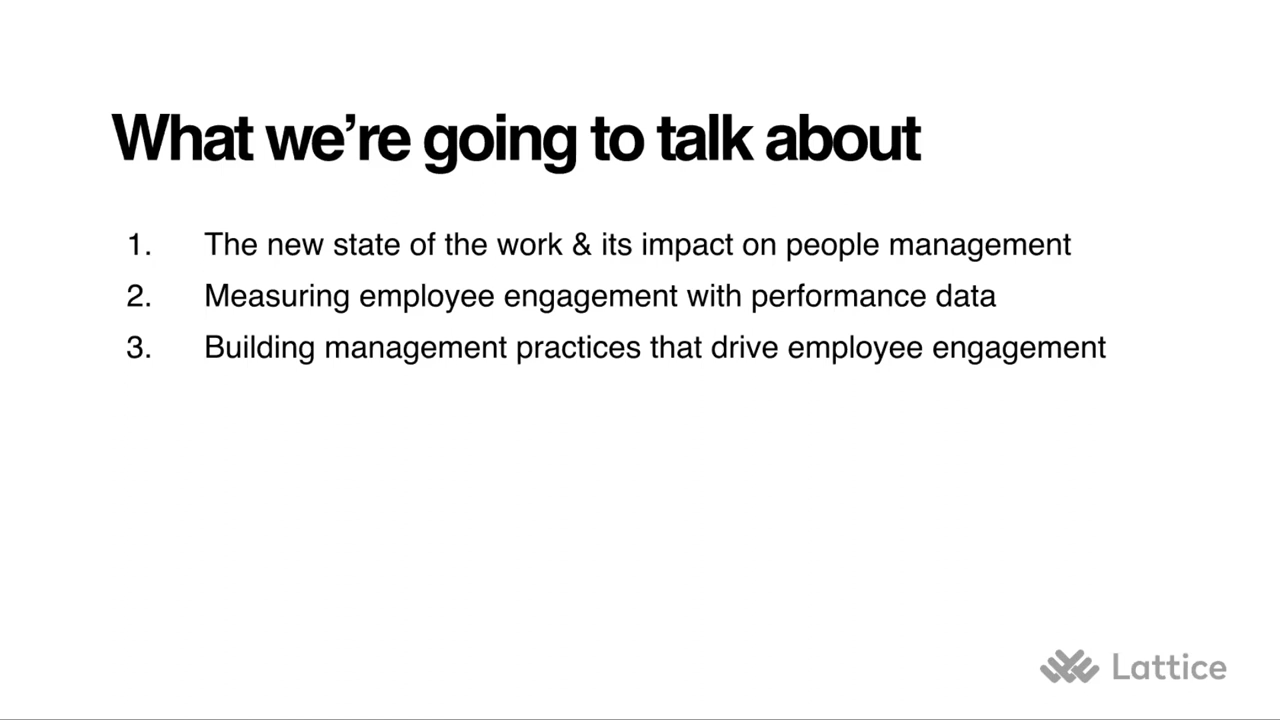 What we’re going to talk about
1. The new state of the work & its impact on people management
2. Measuring employee engagement with performance data
3. Building management practices that drive employee engagement
Lattice